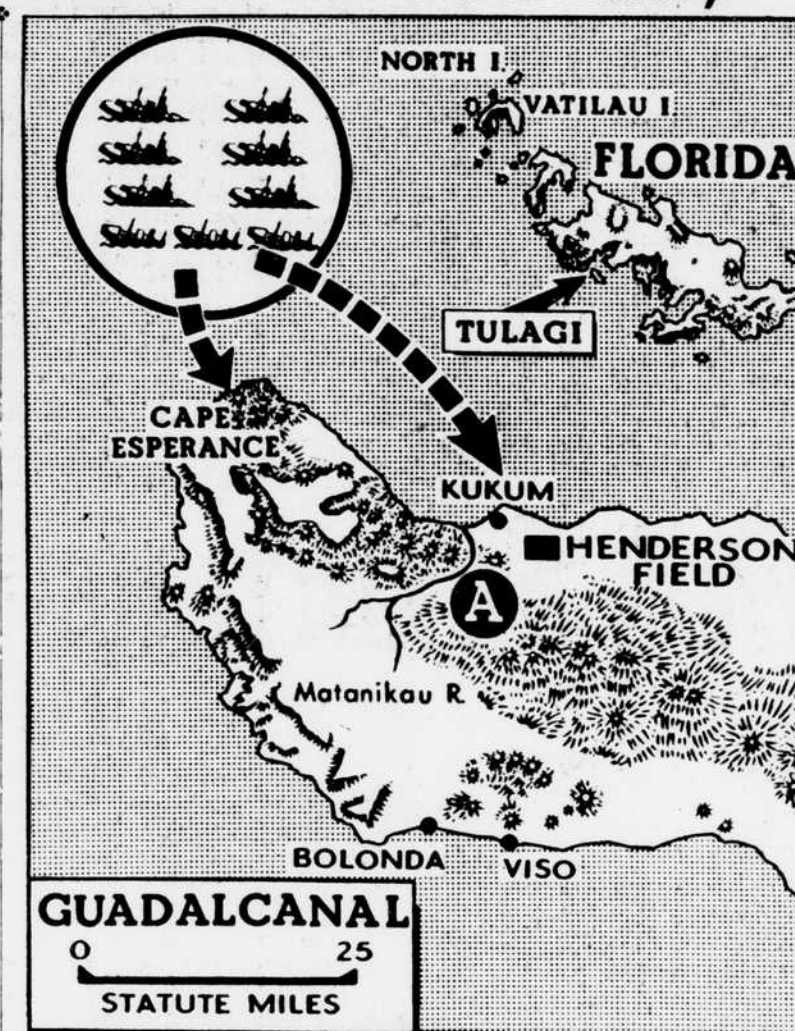 NORTH I.
VATILAU I.
FLORIDA
TULAGI
CAPE
ESPERANCE
KUKUM
HENDERSON
FIELD
A
Matanikau R.
BOLONDA
VISO
GUADALCANAL
0 25
STATUTE MILES